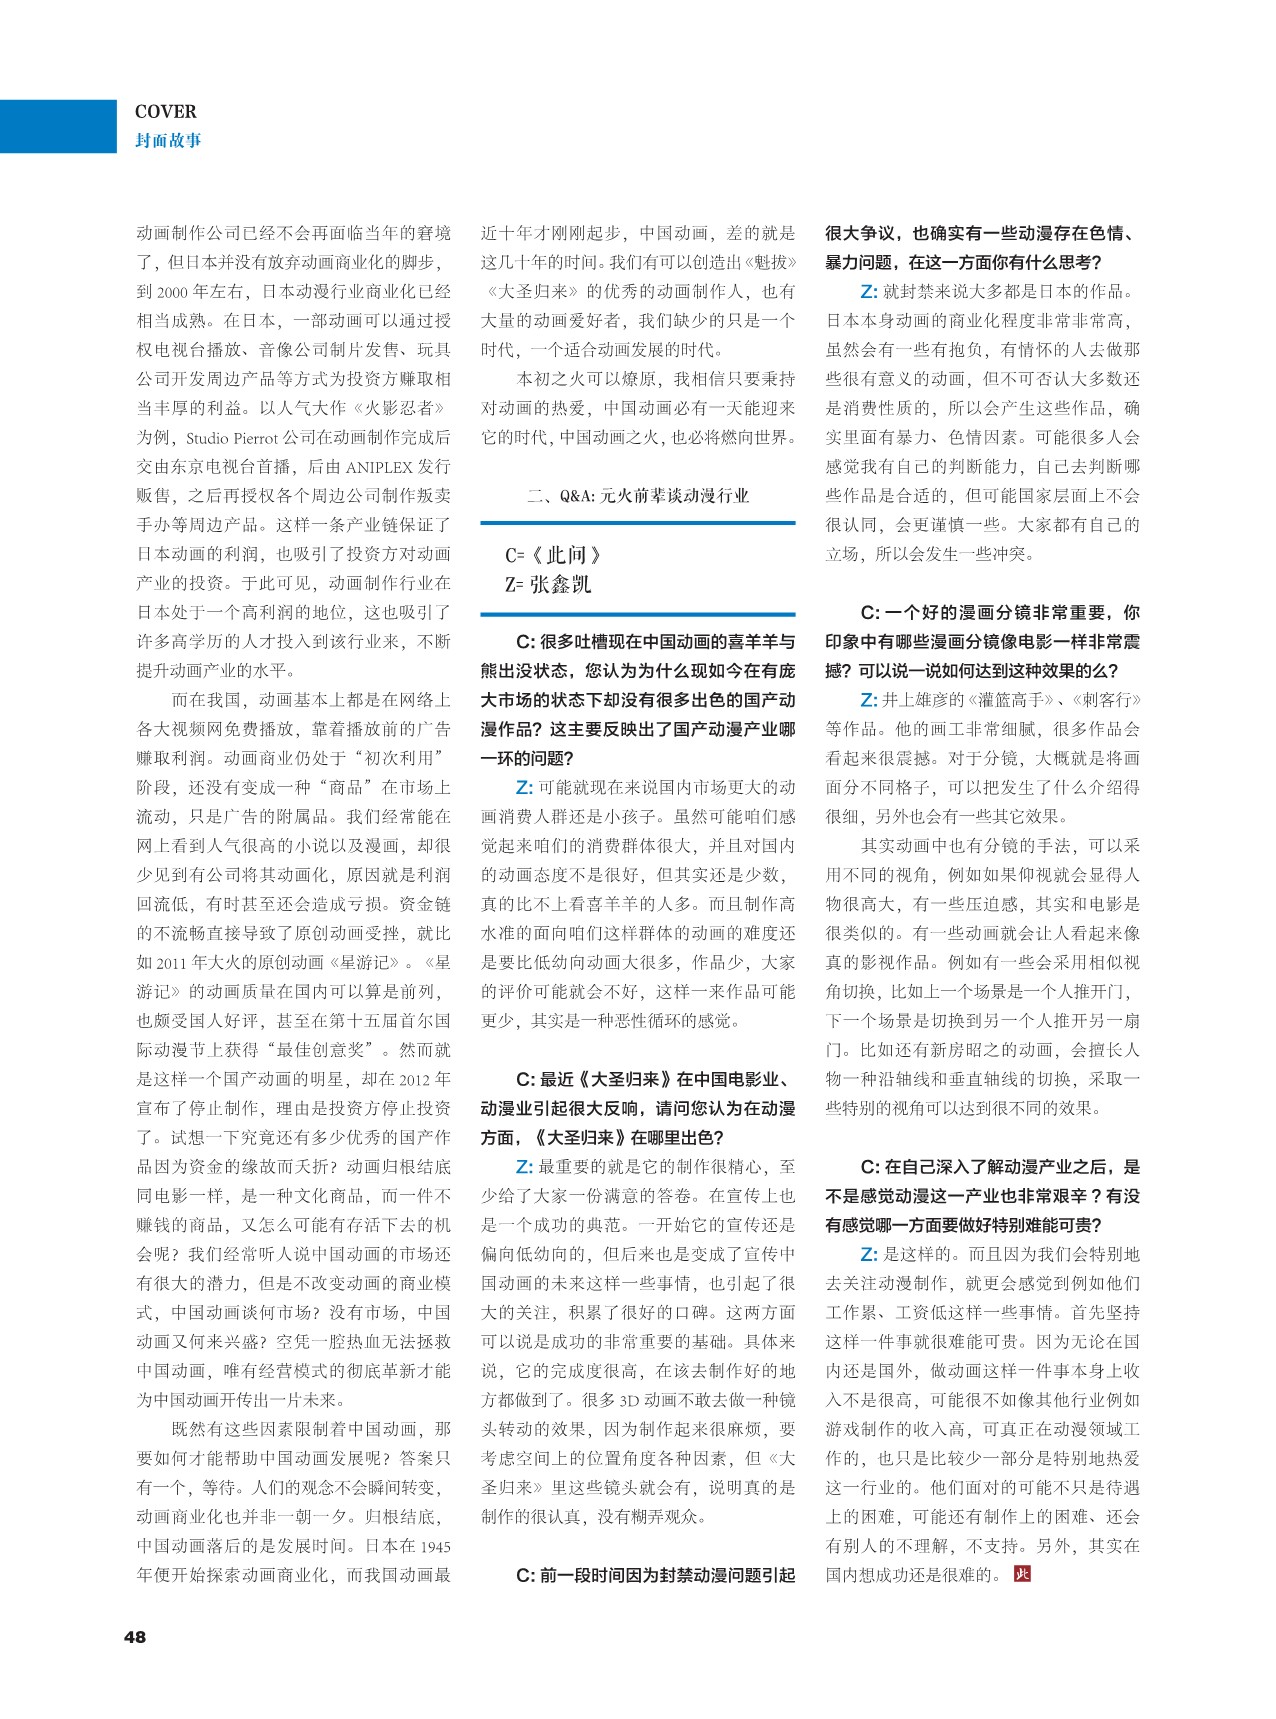 COVER
封面故事
动画制作公司已经不会再面临当年的窘境
了，但日本并没有放弃动画商业化的脚步，
到 2000 年左右，日本动漫行业商业化已经
相当成熟。在日本，一部动画可以通过授
权电视台播放、音像公司制片发售、玩具
公司开发周边产品等方式为投资方赚取相
当丰厚的利益。以人气大作《火影忍者》
为例，Studio Pierrot 公司在动画制作完成后
交由东京电视台首播，后由 ANIPLEX 发行
贩售，之后再授权各个周边公司制作叛卖
手办等周边产品。这样一条产业链保证了
日本动画的利润，也吸引了投资方对动画
产业的投资。于此可见，动画制作行业在
日本处于一个高利润的地位，这也吸引了
许多高学历的人才投入到该行业来，不断
提升动画产业的水平。
而在我国，动画基本上都是在网络上
各大视频网免费播放，靠着播放前的广告
赚取利润。动画商业仍处于“初次利用”
阶段，还没有变成一种“商品”在市场上
流动，只是广告的附属品。我们经常能在
网上看到人气很高的小说以及漫画，却很
少见到有公司将其动画化，原因就是利润
回流低，有时甚至还会造成亏损。资金链
的不流畅直接导致了原创动画受挫，就比
如 2011 年大火的原创动画《星游记》。《星
游记》的动画质量在国内可以算是前列，
也颇受国人好评，甚至在第十五届首尔国
际动漫节上获得“最佳创意奖”。然而就
是这样一个国产动画的明星，却在 2012 年
宣布了停止制作，理由是投资方停止投资
了。试想一下究竟还有多少优秀的国产作
品因为资金的缘故而夭折？动画归根结底
同电影一样，是一种文化商品，而一件不
赚钱的商品，又怎么可能有存活下去的机
会呢？我们经常听人说中国动画的市场还
有很大的潜力，但是不改变动画的商业模
式，中国动画谈何市场？没有市场，中国
动画又何来兴盛？空凭一腔热血无法拯救
中国动画，唯有经营模式的彻底革新才能
为中国动画开传出一片未来。
既然有这些因素限制着中国动画，那
要如何才能帮助中国动画发展呢？答案只
有一个，等待。人们的观念不会瞬间转变，
动画商业化也并非一朝一夕。归根结底，
中国动画落后的是发展时间。日本在 1945
年便开始探索动画商业化，而我国动画最
近十年才刚刚起步，中国动画，差的就是
这几十年的时间。我们有可以创造出《魁拔》
《大圣归来》的优秀的动画制作人，也有
大量的动画爱好者，我们缺少的只是一个
时代，一个适合动画发展的时代。
本初之火可以燎原，我相信只要秉持
对动画的热爱，中国动画必有一天能迎来
它的时代，中国动画之火，也必将燃向世界。
二、Q&A: 元火前辈谈动漫行业
C=《此间》
Z= 张鑫凯
C: 很多吐槽现在中国动画的喜羊羊与
熊出没状态，您认为为什么现如今在有庞
大市场的状态下却没有很多出色的国产动
漫作品？这主要反映出了国产动漫产业哪
一环的问题？
Z: 可能就现在来说国内市场更大的动
画消费人群还是小孩子。虽然可能咱们感
觉起来咱们的消费群体很大，并且对国内
的动画态度不是很好，但其实还是少数，
真的比不上看喜羊羊的人多。而且制作高
水准的面向咱们这样群体的动画的难度还
是要比低幼向动画大很多，作品少，大家
的评价可能就会不好，这样一来作品可能
更少，其实是一种恶性循环的感觉。
C: 最近《大圣归来》在中国电影业、
动漫业引起很大反响，请问您认为在动漫
方面，《大圣归来》在哪里出色？
Z: 最重要的就是它的制作很精心，至
少给了大家一份满意的答卷。在宣传上也
是一个成功的典范。一开始它的宣传还是
偏向低幼向的，但后来也是变成了宣传中
国动画的未来这样一些事情，也引起了很
大的关注，积累了很好的口碑。这两方面
可以说是成功的非常重要的基础。具体来
说，它的完成度很高，在该去制作好的地
方都做到了。很多 3D 动画不敢去做一种镜
头转动的效果，因为制作起来很麻烦，要
考虑空间上的位置角度各种因素，但《大
圣归来》里这些镜头就会有，说明真的是
制作的很认真，没有糊弄观众。
C: 前一段时间因为封禁动漫问题引起
很大争议，也确实有一些动漫存在色情、
暴力问题，在这一方面你有什么思考？
Z: 就封禁来说大多都是日本的作品。
日本本身动画的商业化程度非常非常高，
虽然会有一些有抱负，有情怀的人去做那
些很有意义的动画，但不可否认大多数还
是消费性质的，所以会产生这些作品，确
实里面有暴力、色情因素。可能很多人会
感觉我有自己的判断能力，自己去判断哪
些作品是合适的，但可能国家层面上不会
很认同，会更谨慎一些。大家都有自己的
立场，所以会发生一些冲突。
C: 一个好的漫画分镜非常重要，你
印象中有哪些漫画分镜像电影一样非常震
撼？可以说一说如何达到这种效果的么？
Z: 井上雄彦的《灌篮高手》、《刺客行》
等作品。他的画工非常细腻，很多作品会
看起来很震撼。对于分镜，大概就是将画
面分不同格子，可以把发生了什么介绍得
很细，另外也会有一些其它效果。
其实动画中也有分镜的手法，可以采
用不同的视角，例如如果仰视就会显得人
物很高大，有一些压迫感，其实和电影是
很类似的。有一些动画就会让人看起来像
真的影视作品。例如有一些会采用相似视
角切换，比如上一个场景是一个人推开门，
下一个场景是切换到另一个人推开另一扇
门。比如还有新房昭之的动画，会擅长人
物一种沿轴线和垂直轴线的切换，采取一
些特别的视角可以达到很不同的效果。
C: 在自己深入了解动漫产业之后，是
不是感觉动漫这一产业也非常艰辛？有没
有感觉哪一方面要做好特别难能可贵？
Z: 是这样的。而且因为我们会特别地
去关注动漫制作，就更会感觉到例如他们
工作累、工资低这样一些事情。首先坚持
这样一件事就很难能可贵。因为无论在国
内还是国外，做动画这样一件事本身上收
入不是很高，可能很不如像其他行业例如
游戏制作的收入高，可真正在动漫领域工
作的，也只是比较少一部分是特别地热爱
这一行业的。他们面对的可能不只是待遇
上的困难，可能还有制作上的困难、还会
有别人的不理解，不支持。另外，其实在
国内想成功还是很难的。 此
48